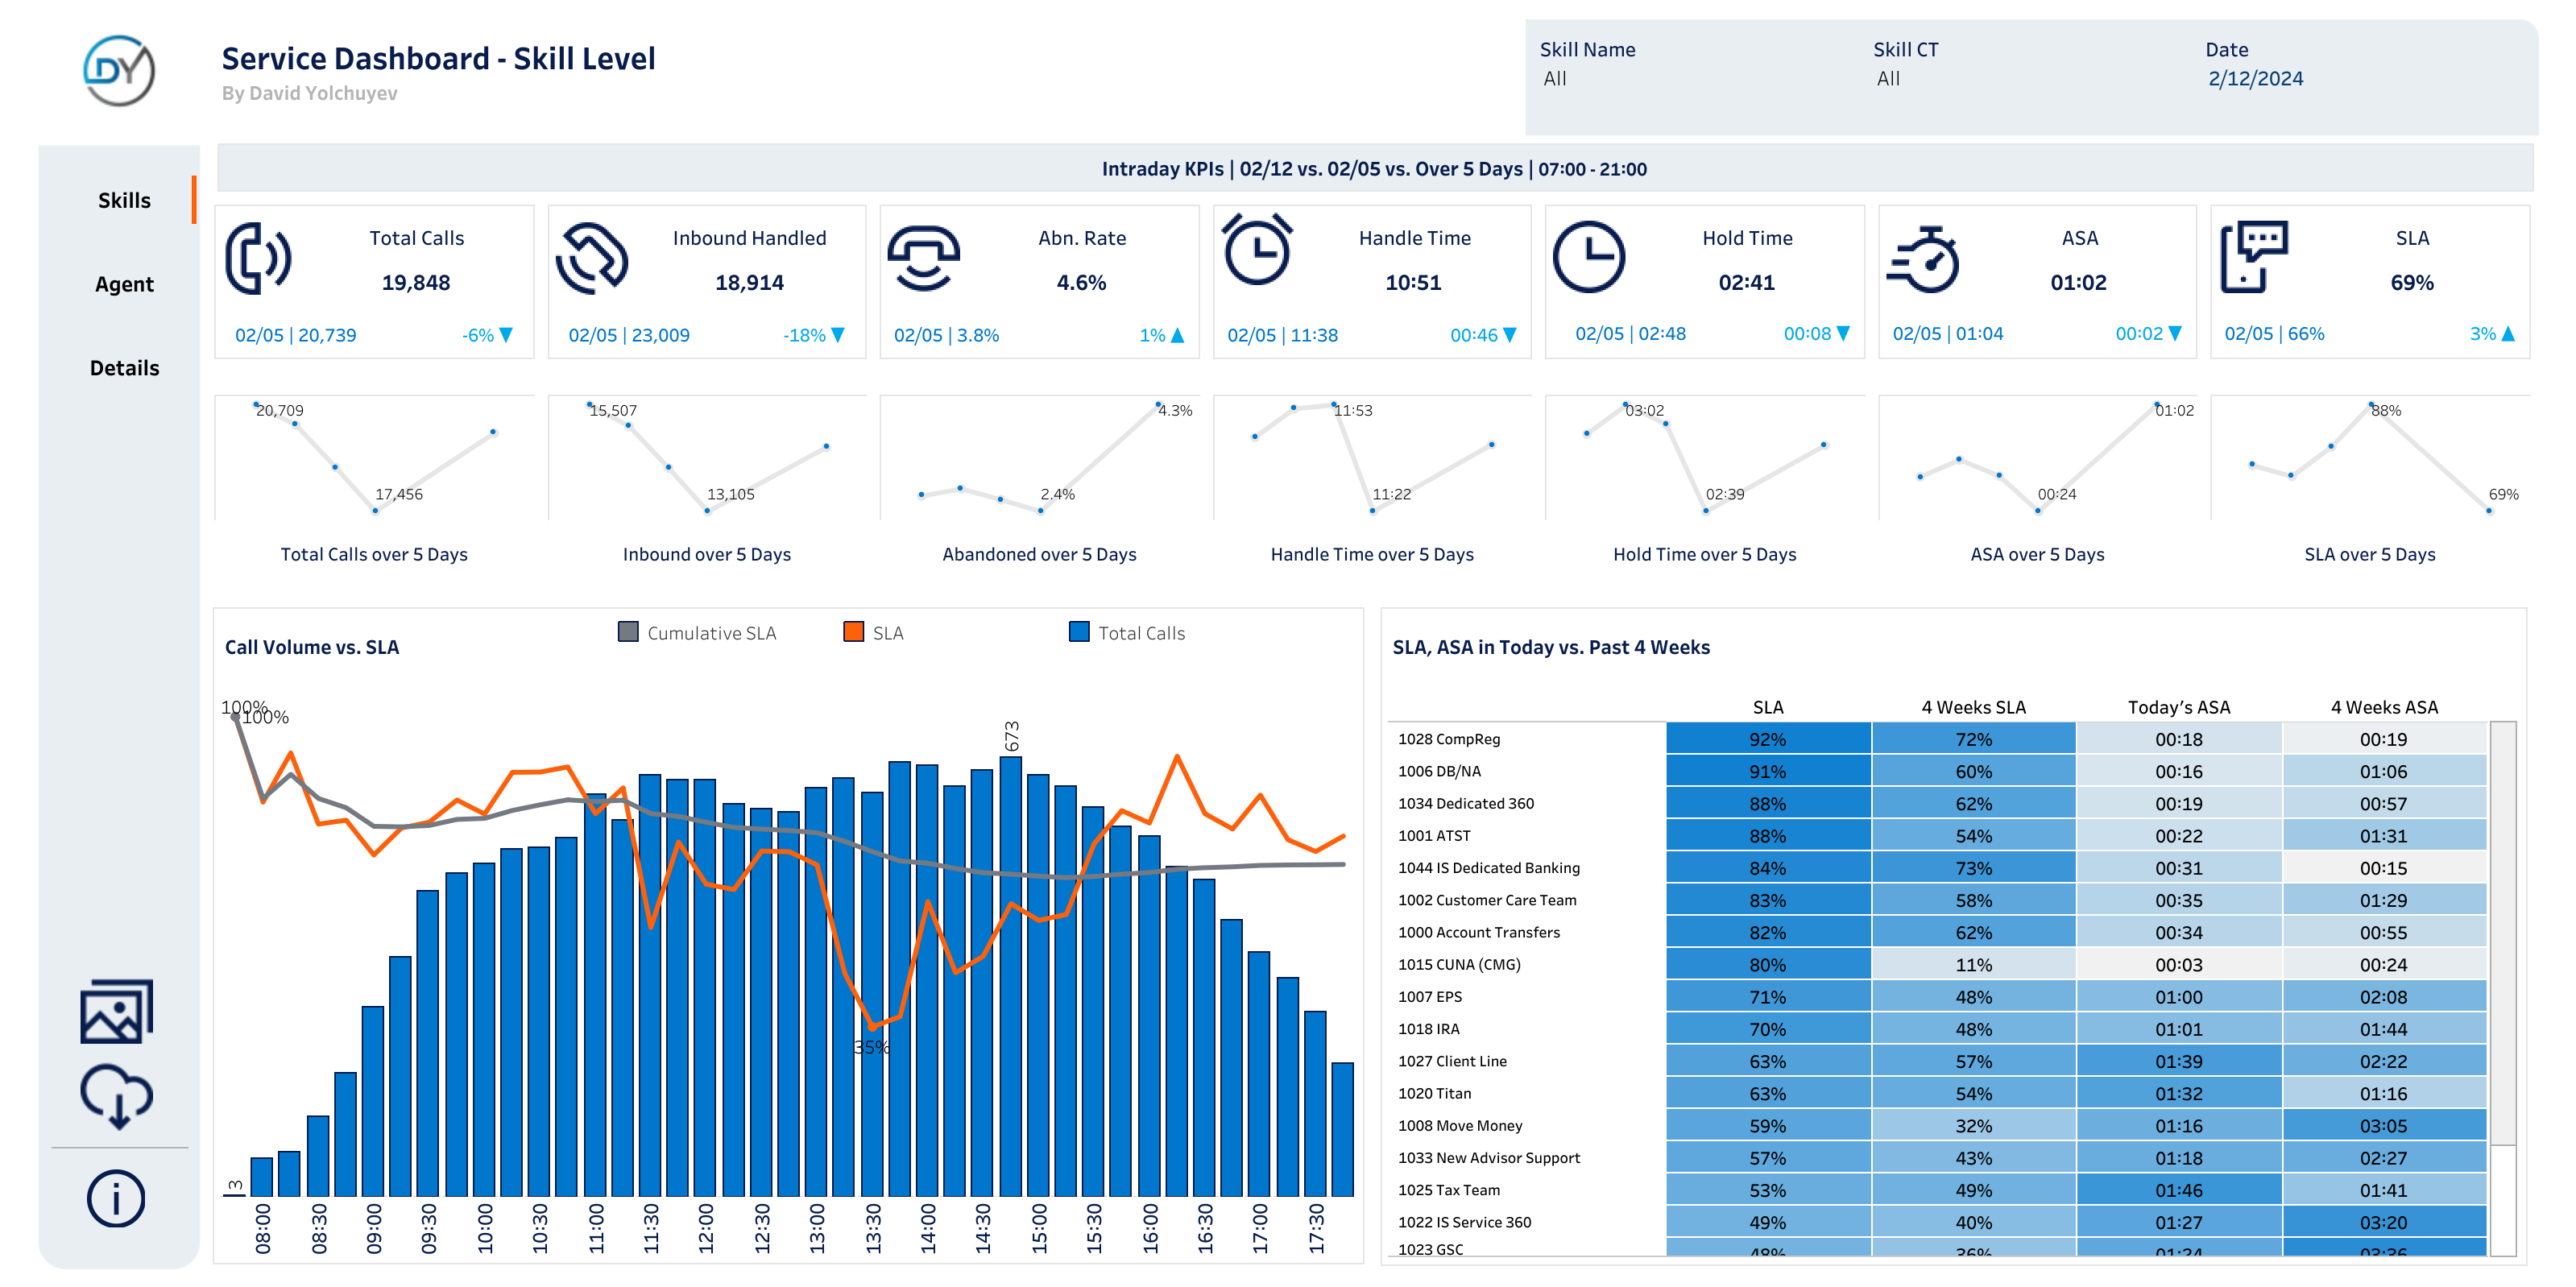 DY
Service Dashboard - Skill Level
By David Yolchuyev
Skill Name
All
Skill CT
All
Date
2/12/2024
Skills
Agent
Details
Intraday KPIs | 02/12 vs. 02/05 vs. Over 5 Days | 07:00 - 21:00
Total Calls
19,848
02/05 | 20,739 -6% ▼
Inbound Handled
18,914
02/05 | 23,009 -18% ▼
Abn. Rate
4.6%
02/05 | 3.8% 1% ▲
Handle Time
10:51
02/05 | 11:38 00:46 ▼
Hold Time
02:41
02/05 | 02:48 00:08 ▼
ASA
01:02
02/05 | 01:04 00:02 ▼
SLA
69%
02/05 | 66% 3% ▲
20,709
17,456
Total Calls over 5 Days
15,507
13,105
Inbound over 5 Days
4.3%
2.4%
Abandoned over 5 Days
11:53
11:22
Handle Time over 5 Days
03:02
02:39
Hold Time over 5 Days
01:02
00:24
ASA over 5 Days
88%
69%
SLA over 5 Days
Call Volume vs. SLA
Cumulative SLA
SLA
Total Calls
100%
100%
673
35%
3
08:00
08:30
09:00
09:30
10:00
10:30
11:00
11:30
12:00
12:30
13:00
13:30
14:00
14:30
15:00
15:30
16:00
16:30
17:00
17:30
SLA, ASA in Today vs. Past 4 Weeks
SLA 4 Weeks SLA Today's ASA 4 Weeks ASA
1028 CompReg 92% 72% 00:18 00:19
1006 DB/NA 91% 60% 00:16 01:06
1034 Dedicated 360 88% 62% 00:19 00:57
1001 ATST 88% 54% 00:22 01:31
1044 IS Dedicated Banking 84% 73% 00:31 00:15
1002 Customer Care Team 83% 58% 00:35 01:29
1000 Account Transfers 82% 62% 00:34 00:55
1015 CUNA (CMG) 80% 11% 00:03 00:24
1007 EPS 71% 48% 01:00 02:08
1018 IRA 70% 48% 01:01 01:44
1027 Client Line 63% 57% 01:39 02:22
1020 Titan 63% 54% 01:32 01:16
1008 Move Money 59% 32% 01:16 03:05
1033 New Advisor Support 57% 43% 01:18 02:27
1025 Tax Team 53% 49% 01:46 01:41
1022 IS Service 360 49% 40% 01:27 03:20
1023 GSC 48% 36% 01:24 03:36